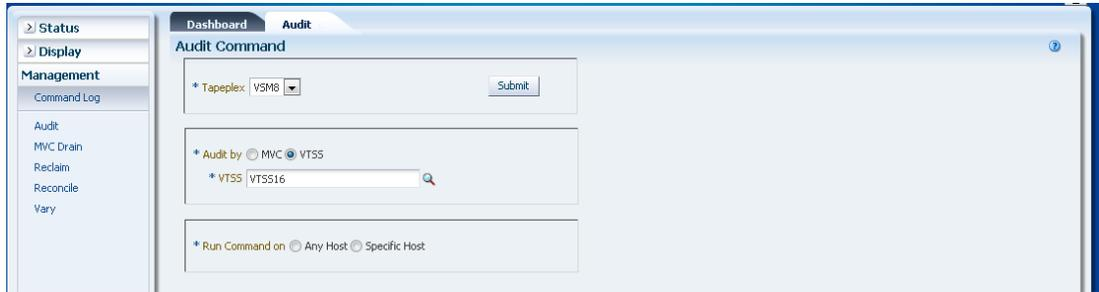 Status
Display
Management
Command Log
Audit
MVC Drain
Reclaim
Reconcile
Vary
Dashboard Audit
Audit Command
?
* Tapeplex VSM8 Submit
* Audit by MVC VTSS
* VTSS VTSS16
* Run Command on Any Host Specific Host